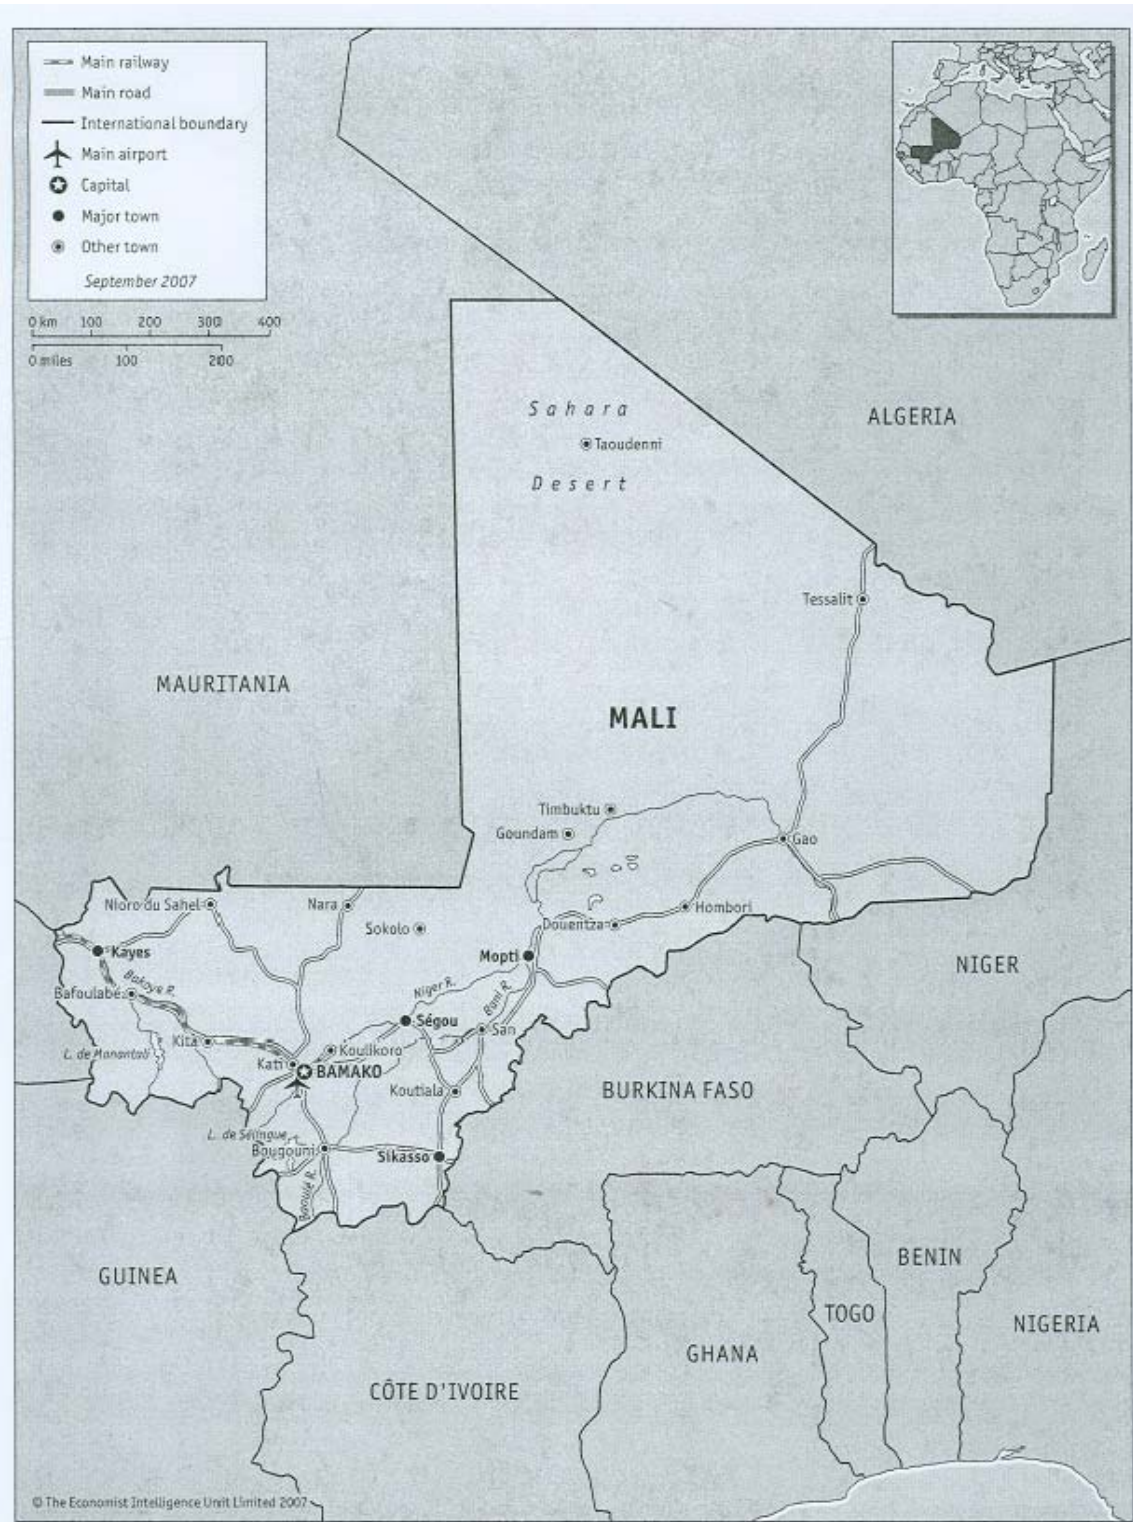 Main railway
Main road
International boundary
Main airport
Capital
Major town
Other town
September 2007
0 km 100 200 300 400
0 miles 100 200
Sahara
ALGERIA
Taoudenni
Desert
Tessalit
MAURITANIA
MALI
Timbuktu
Goundam
Gao
Nioro du Sahel
Nara
Hombori
Sokolo
Douentza
Kayes
Mopti
NIGER
Bakoye R.
Niger R.
Bani R.
Bafoulabé
Ségou
San
Kita
Koulikoro
L. de Manantali
Kati
BAMAKO
Koutiala
BURKINA FASO
L. de Sélingue
Bougouni
Sikasso
Baoulé R.
GUINEA
BENIN
TOGO
NIGERIA
GHANA
CÔTE D'IVOIRE
© The Economist Intelligence Unit Limited 2007